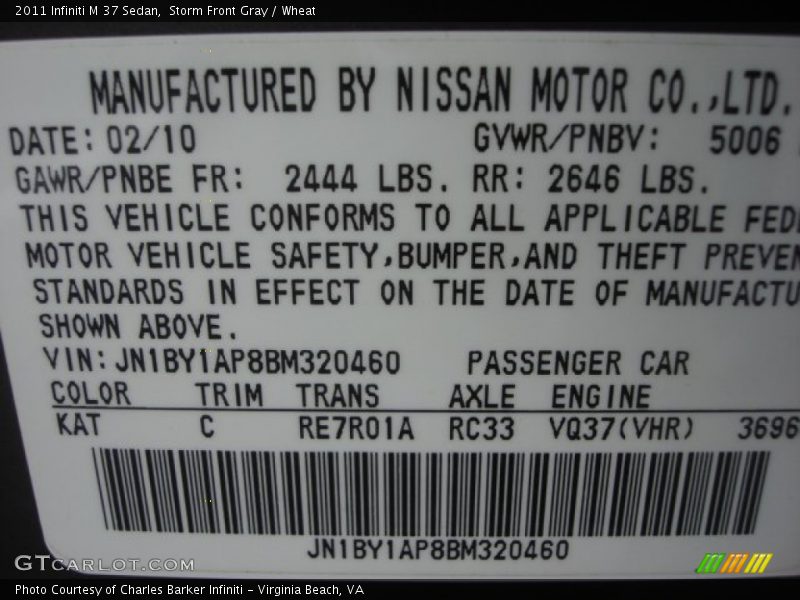 2011 Infiniti M 37 Sedan,  Storm Front Gray / Wheat
MANUFACTURED BY NISSAN MOTOR CO.,LTD.
DATE: 02/10 GVWR/PNBV: 5006
GAWR/PNBE FR: 2444 LBS. RR: 2646 LBS.
THIS VEHICLE CONFORMS TO ALL APPLICABLE FEDE
MOTOR VEHICLE SAFETY,BUMPER,AND THEFT PREVEN
STANDARDS IN EFFECT ON THE DATE OF MANUFACTU
SHOWN ABOVE.
VIN: JN1BY1AP8BM320460 PASSENGER CAR
COLOR TRIM TRANS AXLE ENGINE
KAT C RE7R01A RC33 VQ37(VHR) 3696
JN1BY1AP8BM320460
GTCARLOT.COM
Photo Courtesy of Charles Barker Infiniti - Virginia Beach, VA